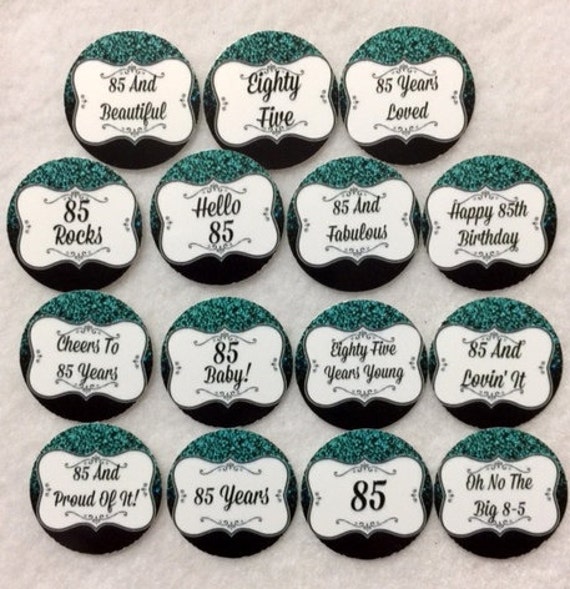 85 And
Beautiful
Eighty
Five
85 Years
Loved
85
Rocks
Hello
85
85 And
Fabulous
Happy 85th
Birthday
Cheers To
85 Years
85
Baby!
Eighty Five
Years Young
85 And
Lovin' It
85 And
Proud Of It!
85 Years
85
Oh No The
Big 8-5